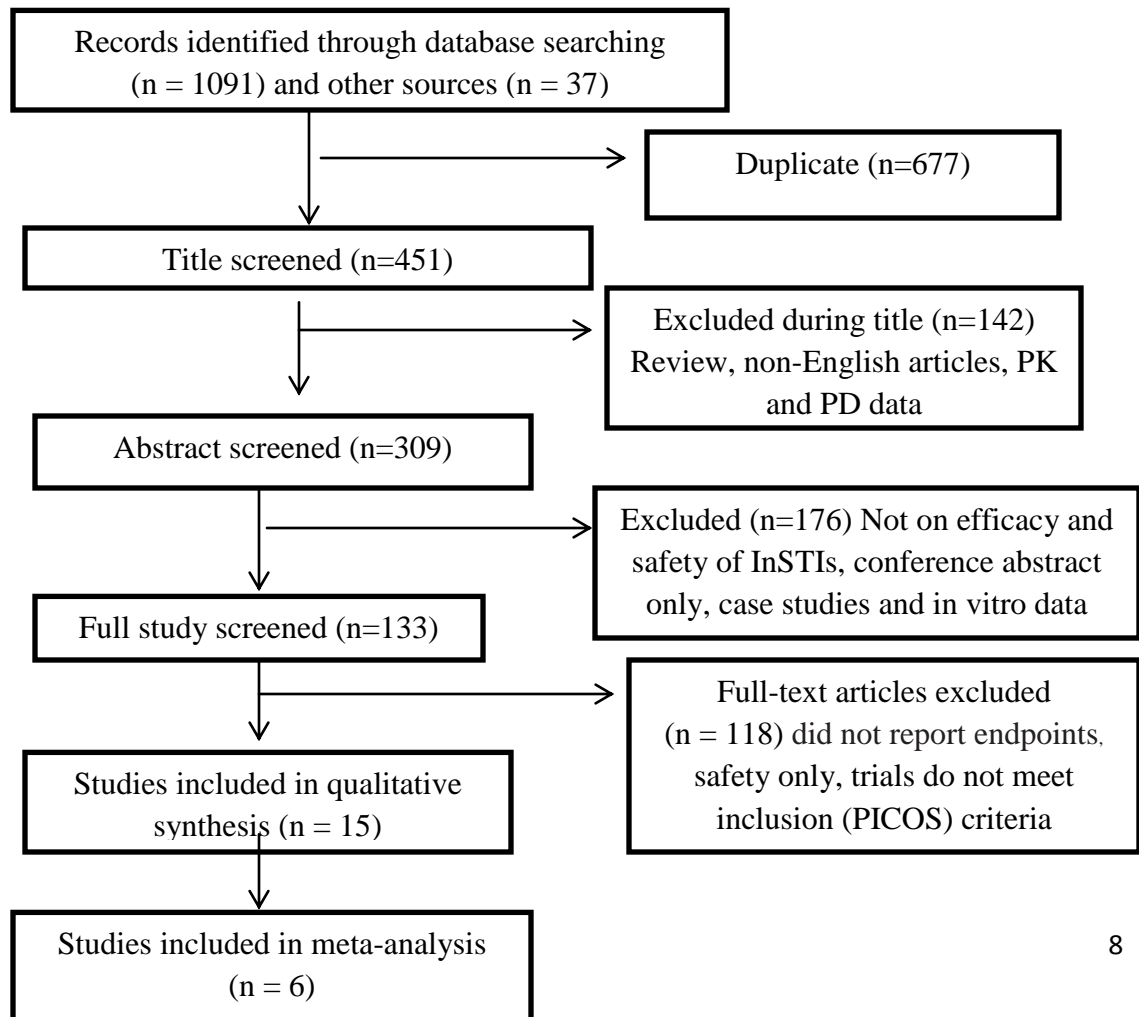 Records identified through database searching
(n = 1091) and other sources (n = 37)
Duplicate (n=677)
Title screened (n=451)
Excluded during title (n=142)
Review, non-English articles, PK
and PD data
Abstract screened (n=309)
Excluded (n=176) Not on efficacy and
safety of InSTIs, conference abstract
only, case studies and in vitro data
Full study screened (n=133)
Full-text articles excluded
(n = 118) did not report endpoints,
safety only, trials do not meet
inclusion (PICOS) criteria
Studies included in qualitative
synthesis (n = 15)
Studies included in meta-analysis
(n = 6)
8